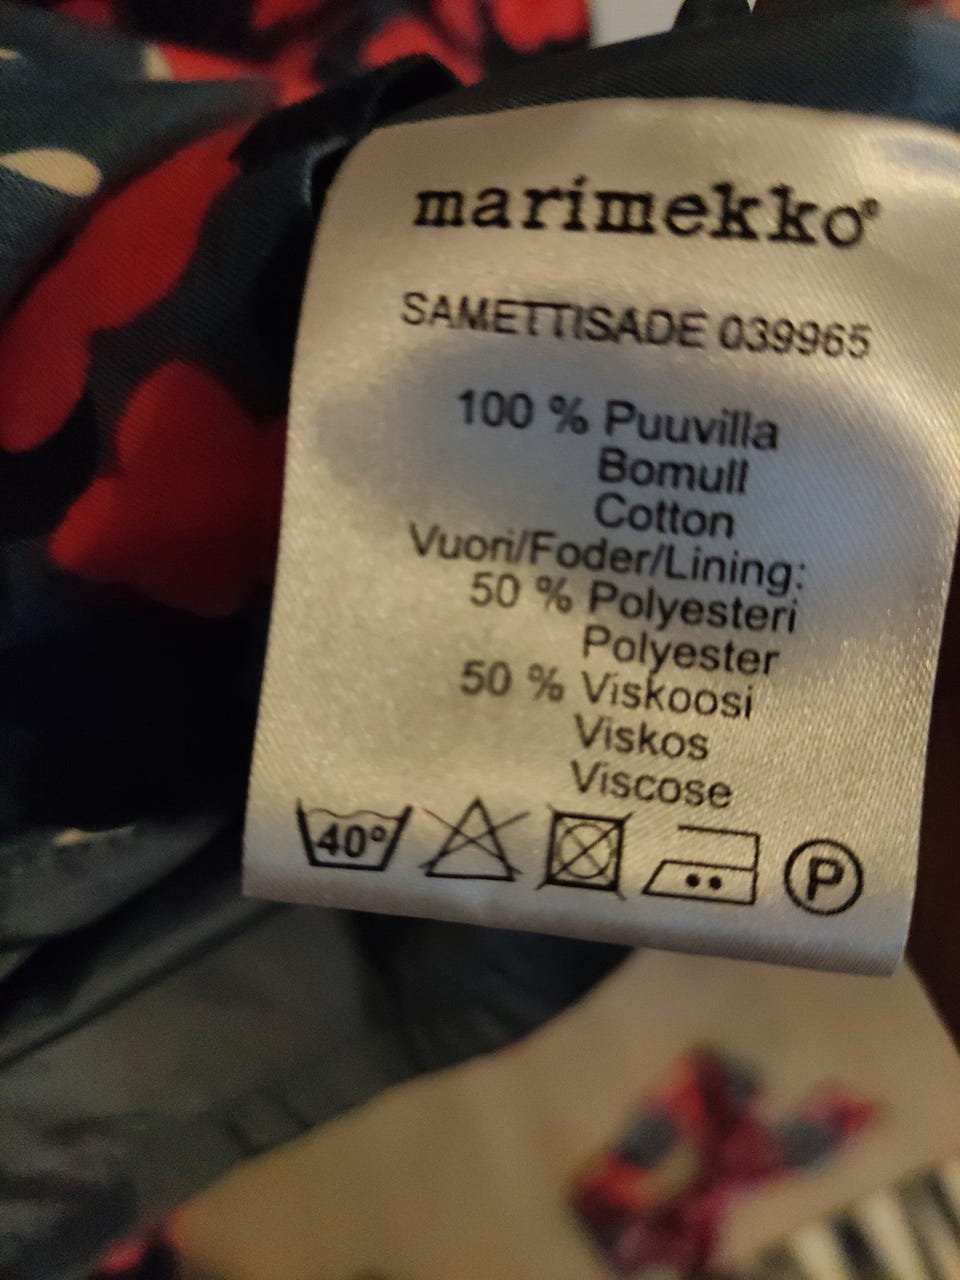 marimekko®
SAMETTISADE 039965
100 % Puuvilla
Bomull
Cotton
Vuori/Foder/Lining:
50 % Polyesteri
Polyester
50 % Viskoosi
Viskos
Viscose
40° P